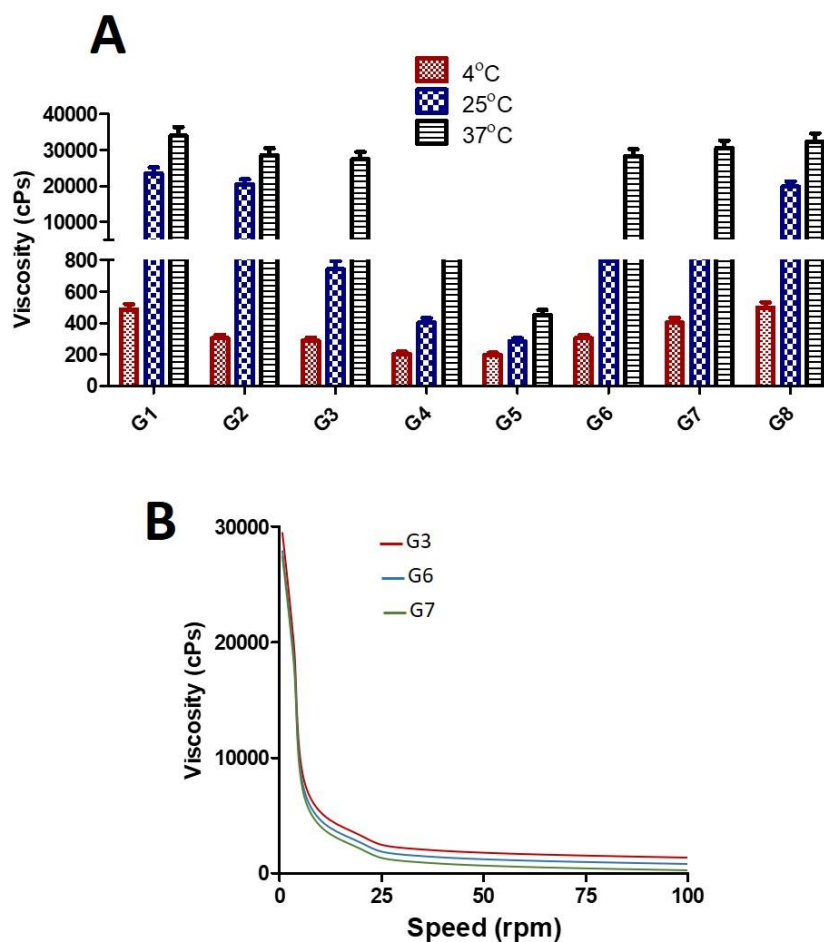 A
4°C
25°C
37°C
Viscosity (cPs)
40000
30000
20000
10000
800
600
400
200
0
G1 G2 G3 G4 G5 G6 G7 G8
B
G3
G6
G7
Viscosity (cPs)
30000
20000
10000
0
0 25 50 75 100
Speed (rpm)